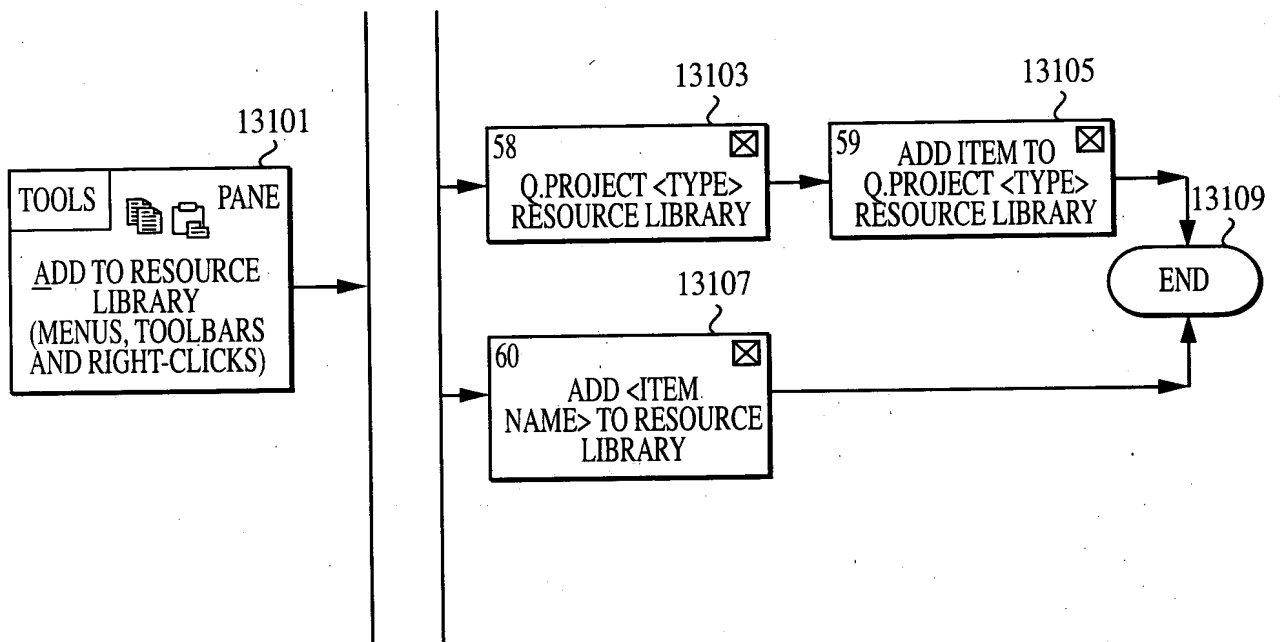 13101
TOOLS
PANE
ADD TO RESOURCE
LIBRARY
(MENUS, TOOLBARS
AND RIGHT-CLICKS)
13103
58
Q.PROJECT <TYPE>
RESOURCE LIBRARY
13105
59
ADD ITEM TO
Q.PROJECT <TYPE>
RESOURCE LIBRARY
13109
END
13107
60
ADD <ITEM
NAME> TO RESOURCE
LIBRARY